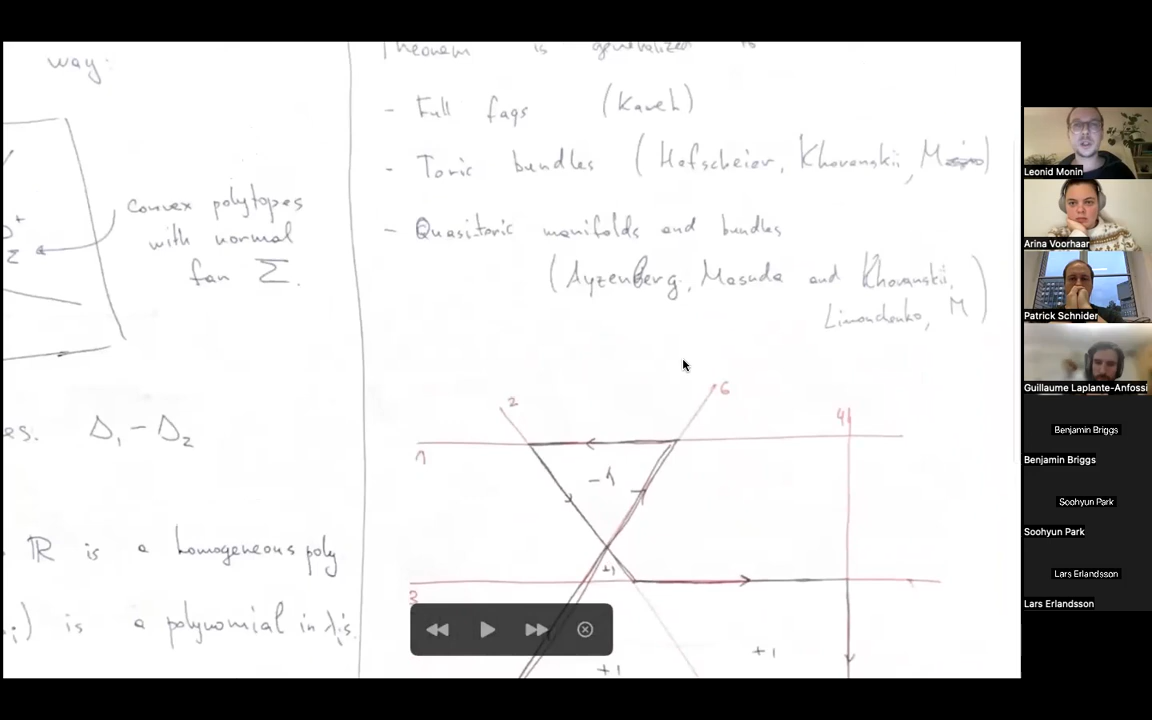 way.
convex polytopes
with normal
fan Σ.
es. Δ₁ - Δ₂
ℝ is a homogeneous poly
i) is a polynomial in λi's.
Theorem is generalized
- Full fags (Kaveh)
- Toric bundles (Hofscheier, Khovanskii, M)
- Quasitoric manifolds and bundles
(Ayzenberg, Masuda and Khovanskii,
Limonchenko, M)
2
6
4
1
-1
+1
3
+1
+1
Leonid Monin
Arina Voorhaar
Patrick Schnider
Guillaume Laplante-Anfossi
Benjamin Briggs
Benjamin Briggs
Soohyun Park
Soohyun Park
Lars Erlandsson
Lars Erlandsson